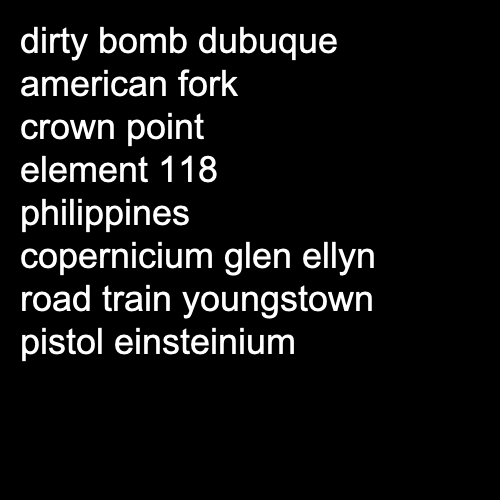 dirty bomb dubuque
american fork
crown point
element 118
philippines
copernicium glen ellyn
road train youngstown
pistol einsteinium